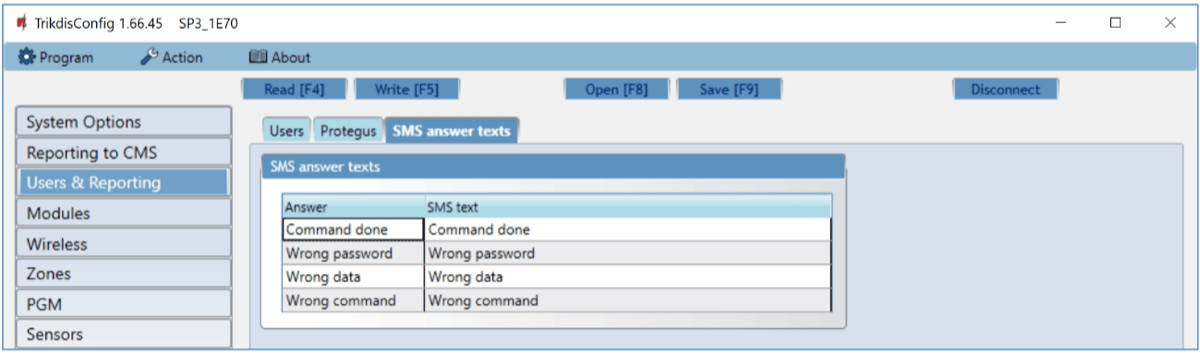 TrikdisConfig 1.66.45 SP3_1E70
Program Action About
Read [F4] Write [F5] Open [F8] Save [F9] Disconnect
System Options
Reporting to CMS
Users & Reporting
Modules
Wireless
Zones
PGM
Sensors
Users Protegus SMS answer texts
SMS answer texts
Answer SMS text
Command done Command done
Wrong password Wrong password
Wrong data Wrong data
Wrong command Wrong command